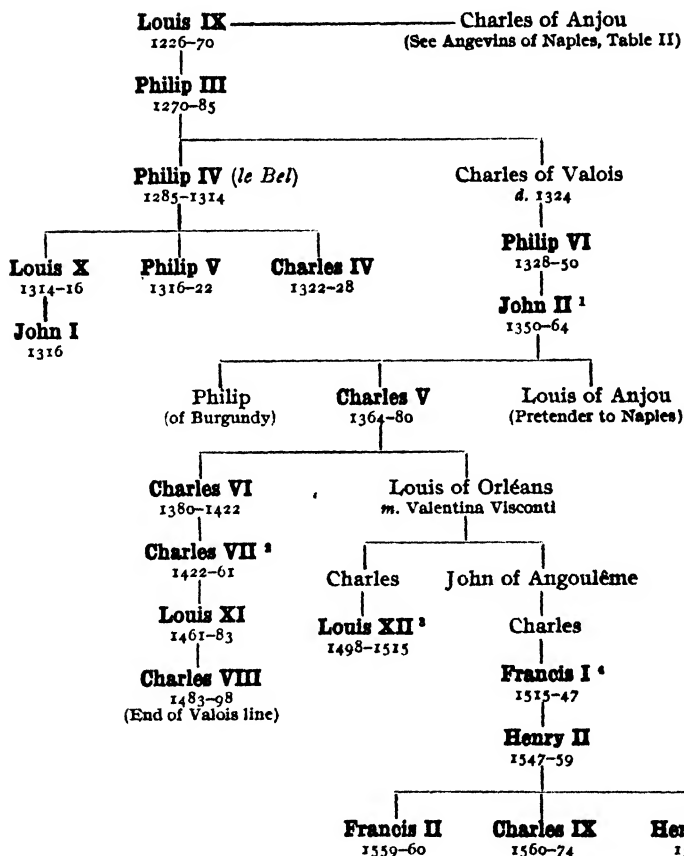 Louis IX Charles of Anjou
1226-70 (See Angevins of Naples, Table II)
Philip III
1270-85
Philip IV (le Bel) Charles of Valois
1285-1314 d. 1324
Philip VI
1328-50
Louis X Philip V Charles IV
1314-16 1316-22 1322-28
John II ¹
1350-64
John I
1316
Philip Charles V Louis of Anjou
(of Burgundy) 1364-80 (Pretender to Naples)
Charles VI Louis of Orléans
1380-1422 m. Valentina Visconti
Charles VII ²
1422-61
Charles John of Angoulême
Louis XI Louis XII ³ Charles
1461-83 1498-1515
Charles VIII Francis I ⁴
1483-98 1515-47
(End of Valois line)
Henry II
1547-59
Francis II Charles IX
1559-60 1560-74